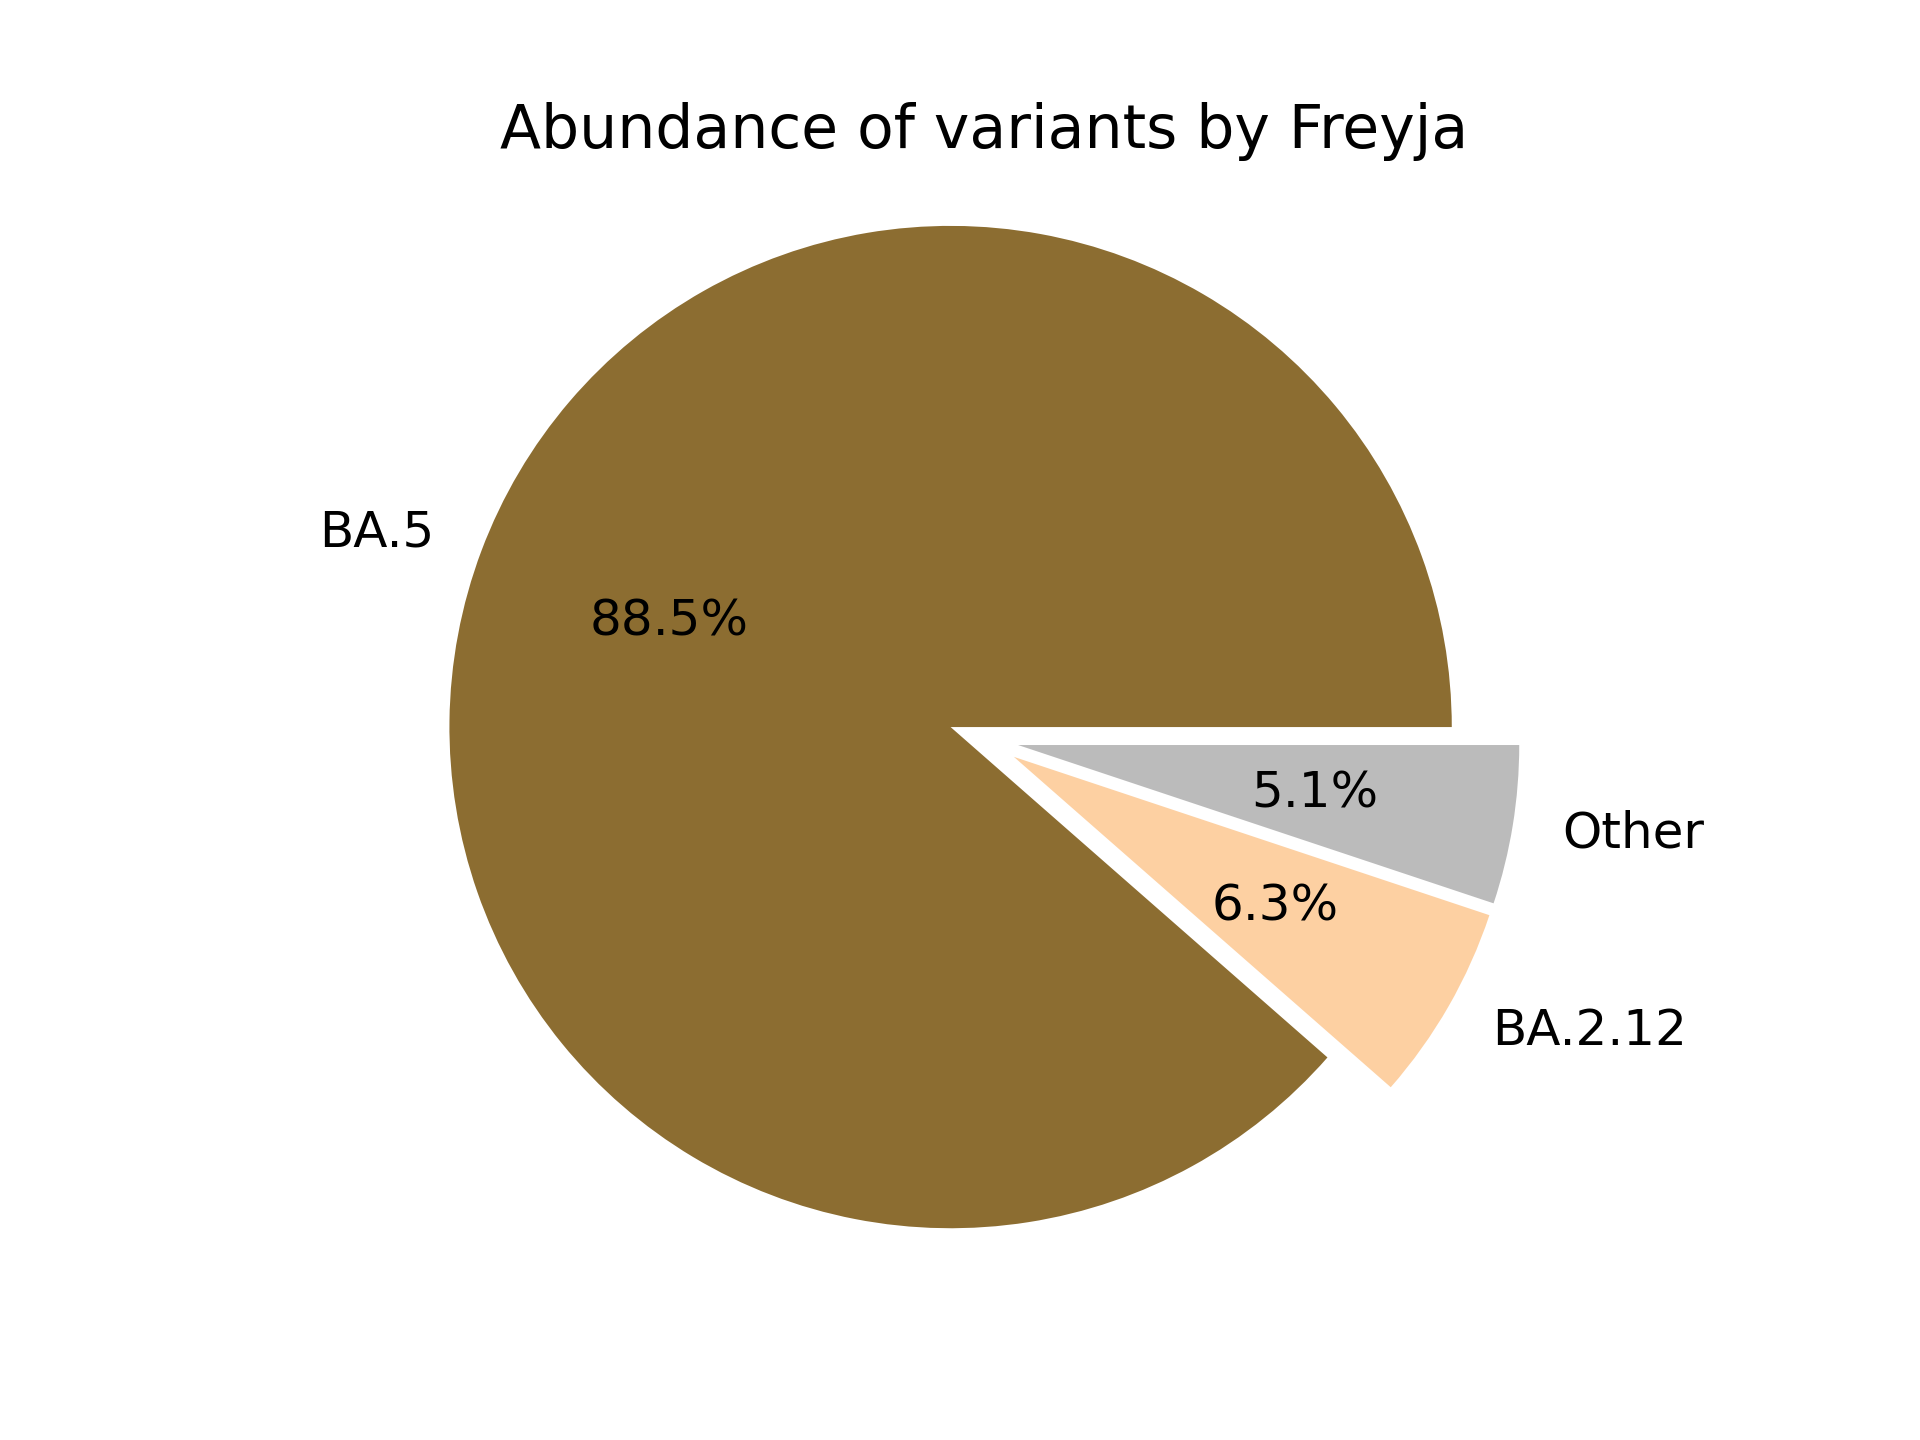 Abundance of variants by Freyja
BA.5
88.5%
5.1%
Other
6.3%
BA.2.12